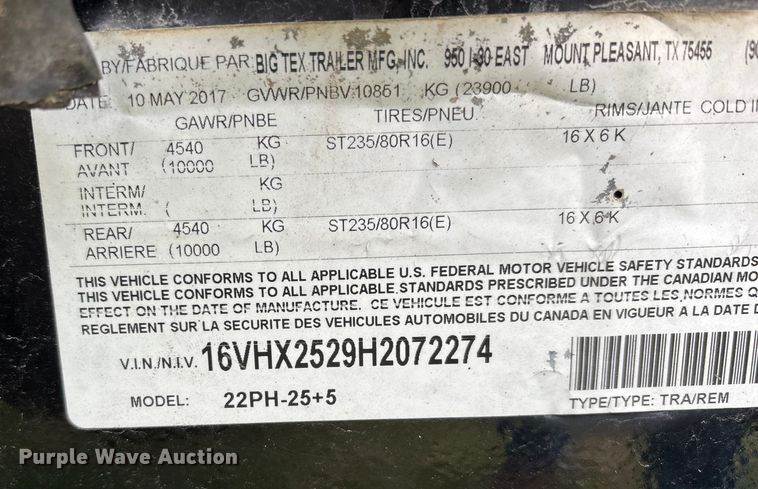 BY/FABRIQUE PAR: BIG TEX TRAILER MFG, INC. 950 I-30 EAST MOUNT PLEASANT, TX 75455 (90
DATE: 10 MAY 2017 GVWR/PNBV 10851 KG (23900 LB)
GAWR/PNBE TIRES/PNEU RIMS/JANTE COLD IN
FRONT/ 4540 KG ST235/80R16(E) 16 X 6 K
AVANT (10000 LB)
INTERM/ KG
INTERM. ( LB)
REAR/ 4540 KG ST235/80R16(E) 16 X 6 K
ARRIERE (10000 LB)
THIS VEHICLE CONFORMS TO ALL APPLICABLE U.S. FEDERAL MOTOR VEHICLE SAFETY STANDARDS
THIS VEHICLE CONFORMS TO ALL APPLICABLE STANDARDS PRESCRIBED UNDER THE CANADIAN MO
EFFECT ON THE DATE OF MANUFACTURE. CE VEHICULE EST CONFORME A TOUTES LES NORMES Q
REGLEMENT SUR LA SECURITE DES VEHICULES AUTOMOBILES DU CANADA EN VIGUEUR A LA DATE D
V.I.N./N.I.V. 16VHX2529H2072274
MODEL: 22PH-25+5 TYPE/TYPE: TRA/REM
Purple Wave Auction